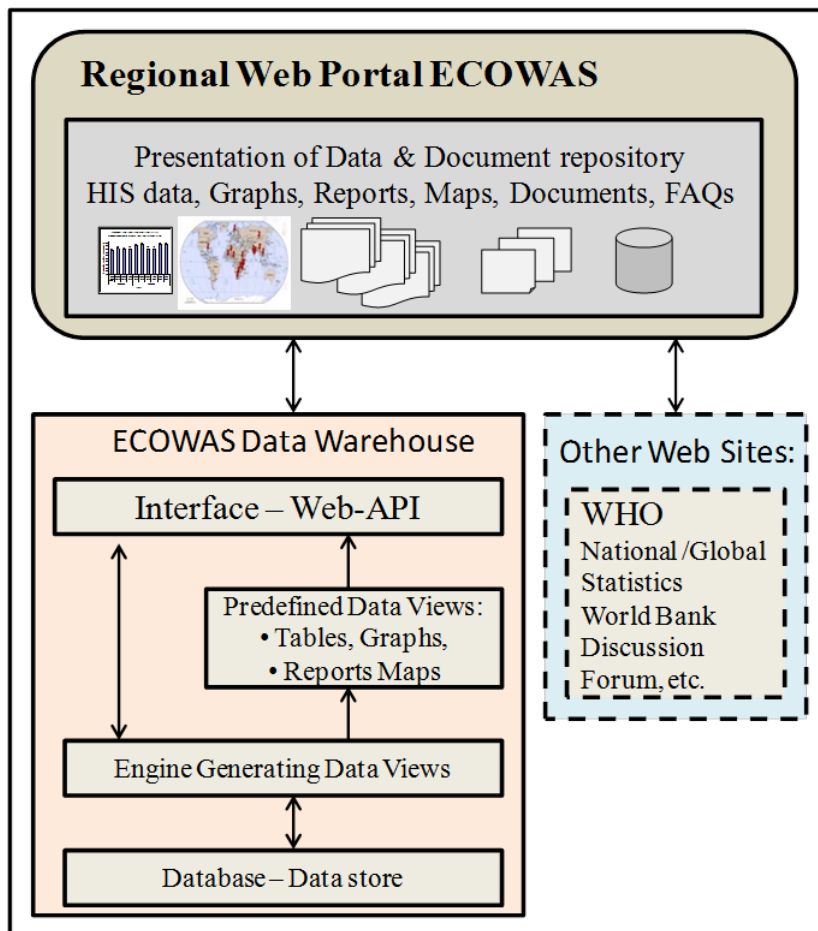 Regional Web Portal ECOWAS
Presentation of Data & Document repository
HIS data, Graphs, Reports, Maps, Documents, FAQs
ECOWAS Data Warehouse
Interface – Web-API
Predefined Data Views:
• Tables, Graphs,
• Reports Maps
Engine Generating Data Views
Database – Data store
Other Web Sites:
WHO
National /Global
Statistics
World Bank
Discussion
Forum, etc.